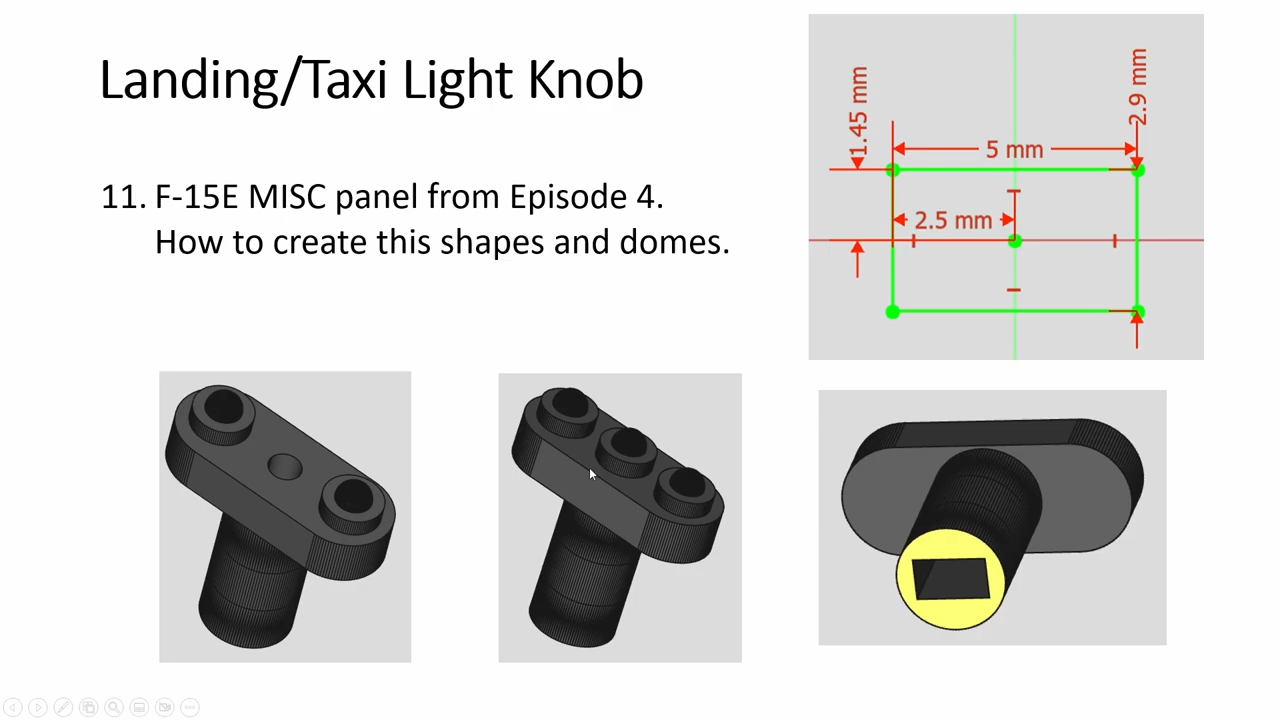 Landing/Taxi Light Knob
11. F-15E MISC panel from Episode 4.
How to create this shapes and domes.
1.45 mm
5 mm
2.9 mm
2.5 mm